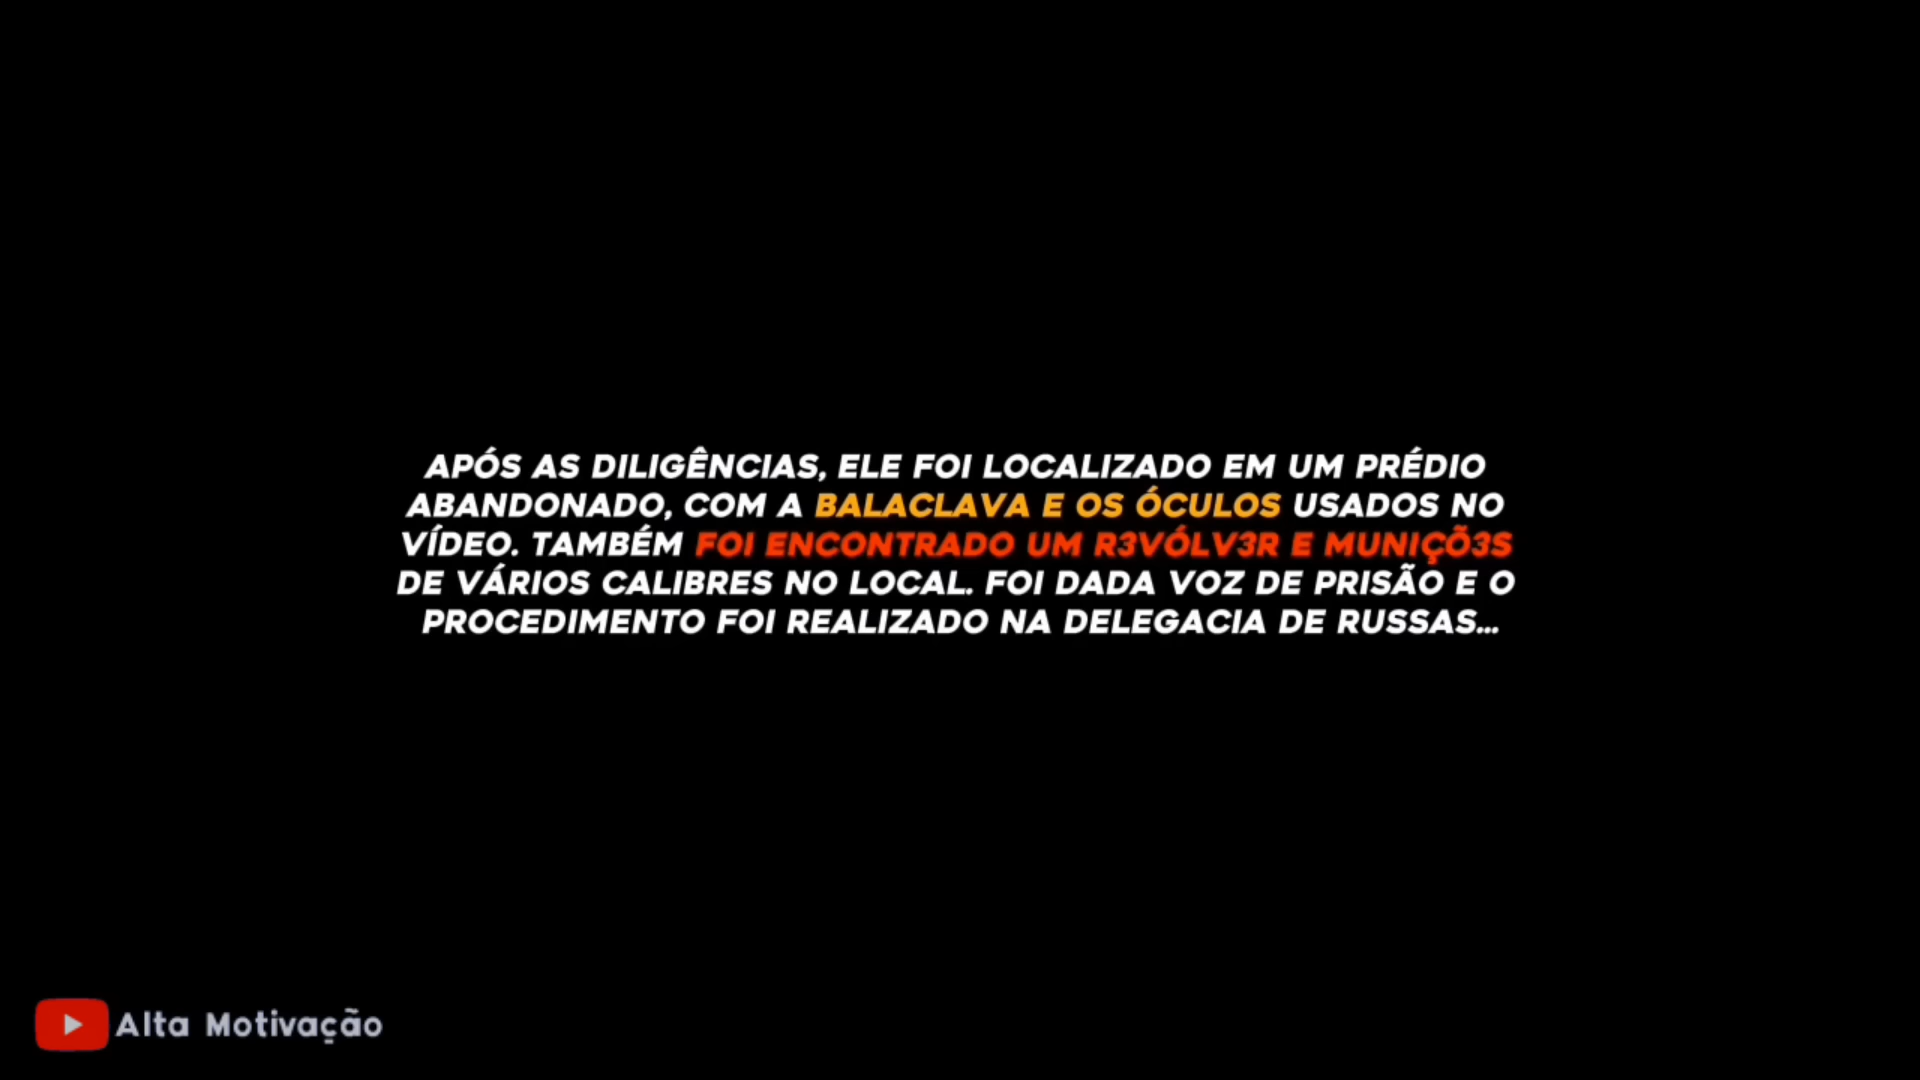 APÓS AS DILIGÊNCIAS, ELE FOI LOCALIZADO EM UM PRÉDIO
ABANDONADO, COM A BALACLAVA E OS ÓCULOS USADOS NO
VÍDEO. TAMBÉM FOI ENCONTRADO UM R3VÓLV3R E MUNIÇÕ3S
DE VÁRIOS CALIBRES NO LOCAL. FOI DADA VOZ DE PRISÃO E O
PROCEDIMENTO FOI REALIZADO NA DELEGACIA DE RUSSAS...
Alta Motivação